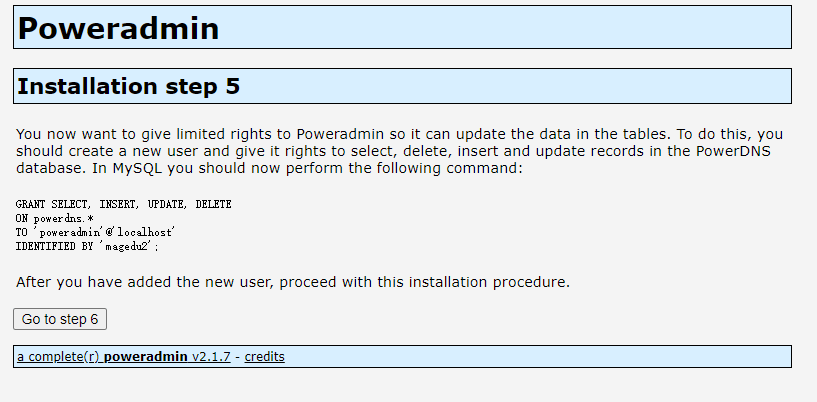 Poweradmin
Installation step 5
You now want to give limited rights to Poweradmin so it can update the data in the tables. To do this, you
should create a new user and give it rights to select, delete, insert and update records in the PowerDNS
database. In MySQL you should now perform the following command:
GRANT SELECT, INSERT, UPDATE, DELETE
ON powerdns.*
TO 'poweradmin'@'localhost'
IDENTIFIED BY 'magedu2';
After you have added the new user, proceed with this installation procedure.
Go to step 6
a complete(r) poweradmin v2.1.7 - credits